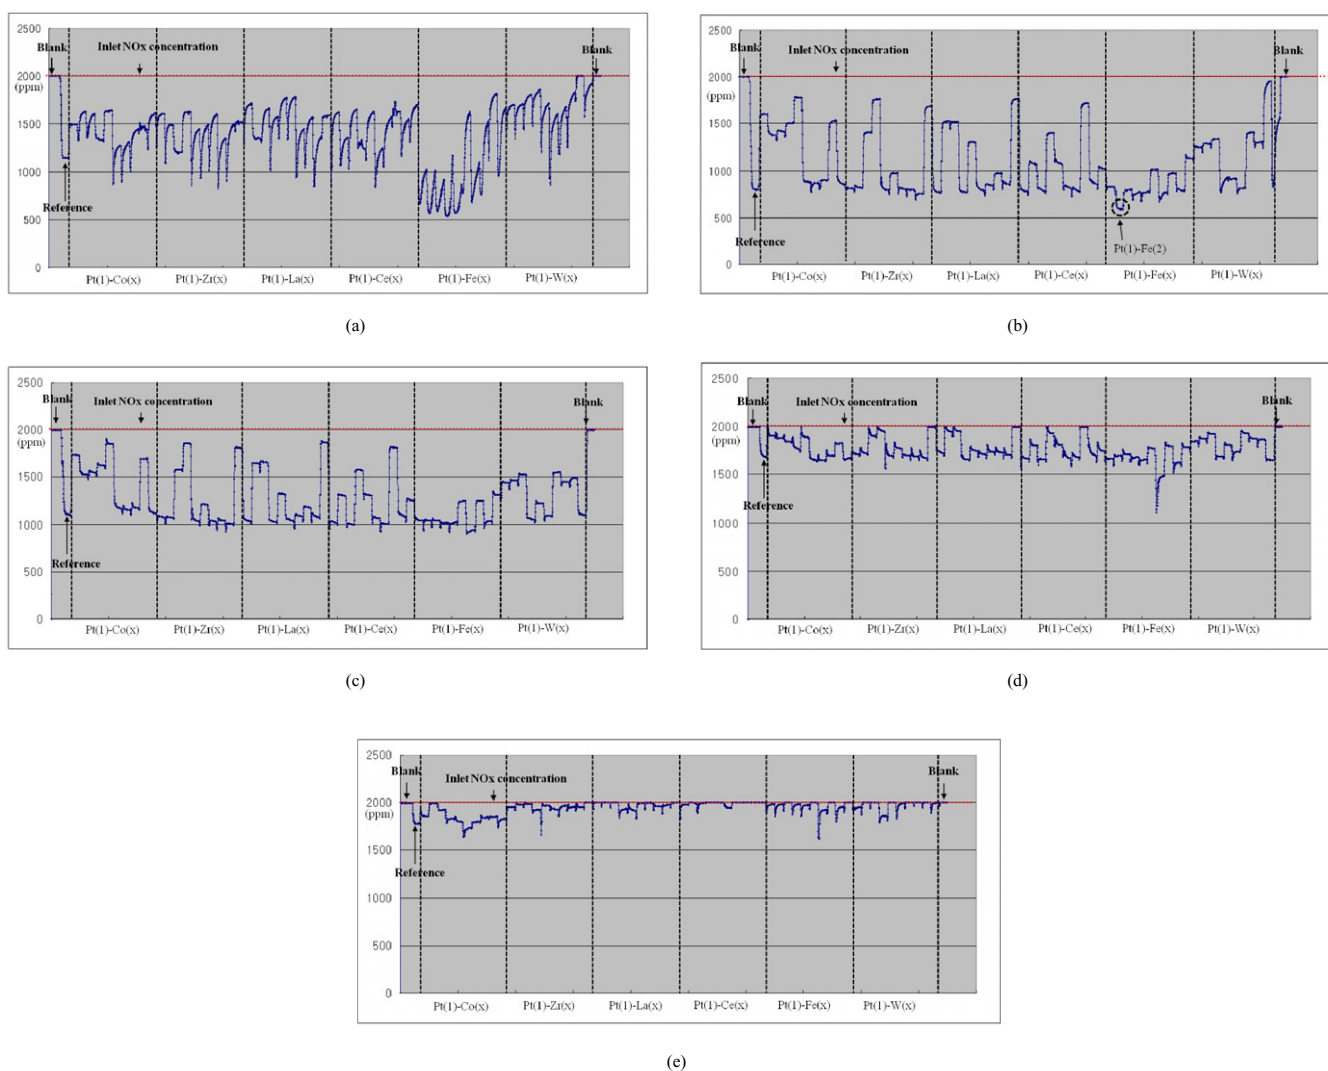 2500
Blank
Inlet NOx concentration
Blank
2000
(ppm)
1500
1000
Reference
500
0
Pt(1)-Co(x) Pt(1)-Zr(x) Pt(1)-La(x) Pt(1)-Ce(x) Pt(1)-Fe(x) Pt(1)-W(x)
(a)
2500
Blank
Inlet NOx concentration
Blank
2000
(ppm)
1500
1000
500
Reference
Pt(1)-Fe(2)
0
Pt(1)-Co(x) Pt(1)-Zr(x) Pt(1)-La(x) Pt(1)-Ce(x) Pt(1)-Fe(x) Pt(1)-W(x)
(b)
2500
Blank
Inlet NOx concentration
Blank
2000
(ppm)
1500
1000
Reference
500
0
Pt(1)-Co(x) Pt(1)-Zr(x) Pt(1)-La(x) Pt(1)-Ce(x) Pt(1)-Fe(x) Pt(1)-W(x)
(c)
2500
Blank
Inlet NOx concentration
Blank
2000
(ppm)
1500
Reference
1000
500
0
Pt(1)-Co(x) Pt(1)-Zr(x) Pt(1)-La(x) Pt(1)-Ce(x) Pt(1)-Fe(x) Pt(1)-W(x)
(d)
2500
Blank
Inlet NOx concentration
Blank
2000
(ppm)
1500
Reference
1000
500
0
Pt(1)-Co(x) Pt(1)-Zr(x) Pt(1)-La(x) Pt(1)-Ce(x) Pt(1)-Fe(x) Pt(1)-W(x)
(e)